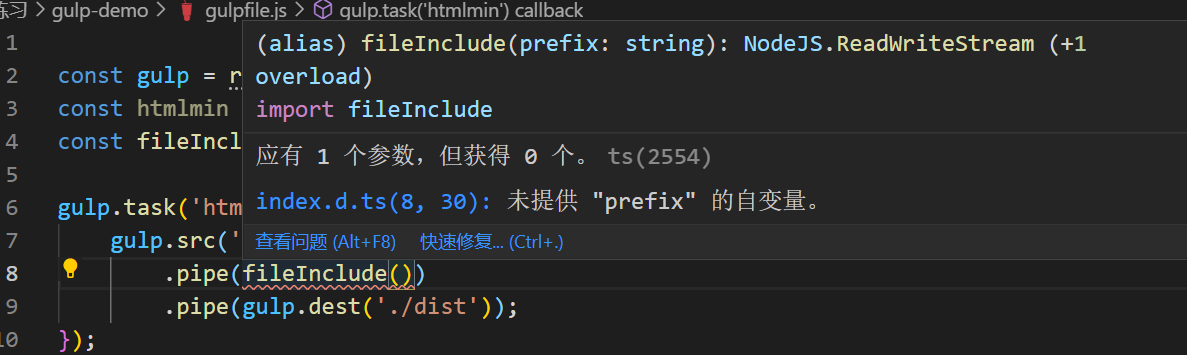 练习 > gulp-demo > gulpfile.js > gulp.task('htmlmin') callback
(alias) fileInclude(prefix: string): NodeJS.ReadWriteStream (+1
overload)
import fileInclude
应有 1 个参数，但获得 0 个。 ts(2554)
index.d.ts(8, 30): 未提供 "prefix" 的自变量。
查看问题 (Alt+F8) 快速修复... (Ctrl+.)
1
2 const gulp = r
3 const htmlmin
4 const fileIncl
5
6 gulp.task('htm
7 gulp.src('
8 .pipe(fileInclude())
9 .pipe(gulp.dest('./dist'));
10 });